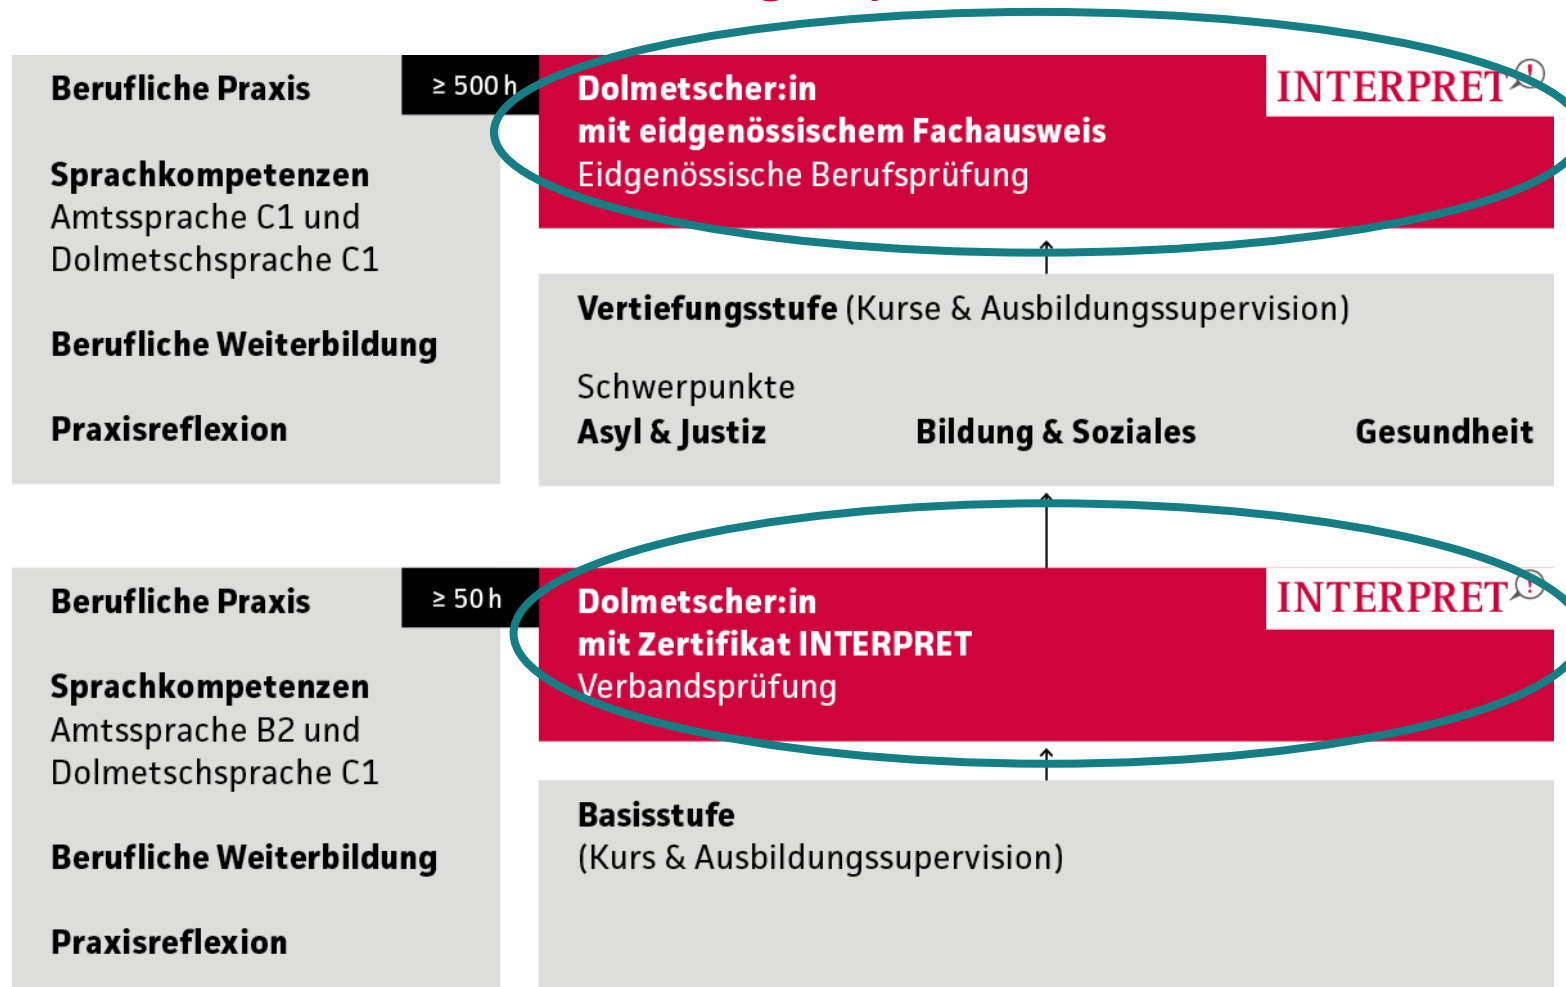 Berufliche Praxis
≥ 500 h
Sprachkompetenzen
Amtssprache C1 und
Dolmetschsprache C1
Berufliche Weiterbildung
Praxisreflexion
Dolmetscher:in
mit eidgenössischem Fachausweis
Eidgenössische Berufsprüfung
INTERPRET!
Vertiefungsstufe (Kurse & Ausbildungssupervision)
Schwerpunkte
Asyl & Justiz Bildung & Soziales Gesundheit
Berufliche Praxis
≥ 50 h
Sprachkompetenzen
Amtssprache B2 und
Dolmetschsprache C1
Berufliche Weiterbildung
Praxisreflexion
Dolmetscher:in
mit Zertifikat INTERPRET
Verbandsprüfung
INTERPRET!
Basisstufe
(Kurs & Ausbildungssupervision)